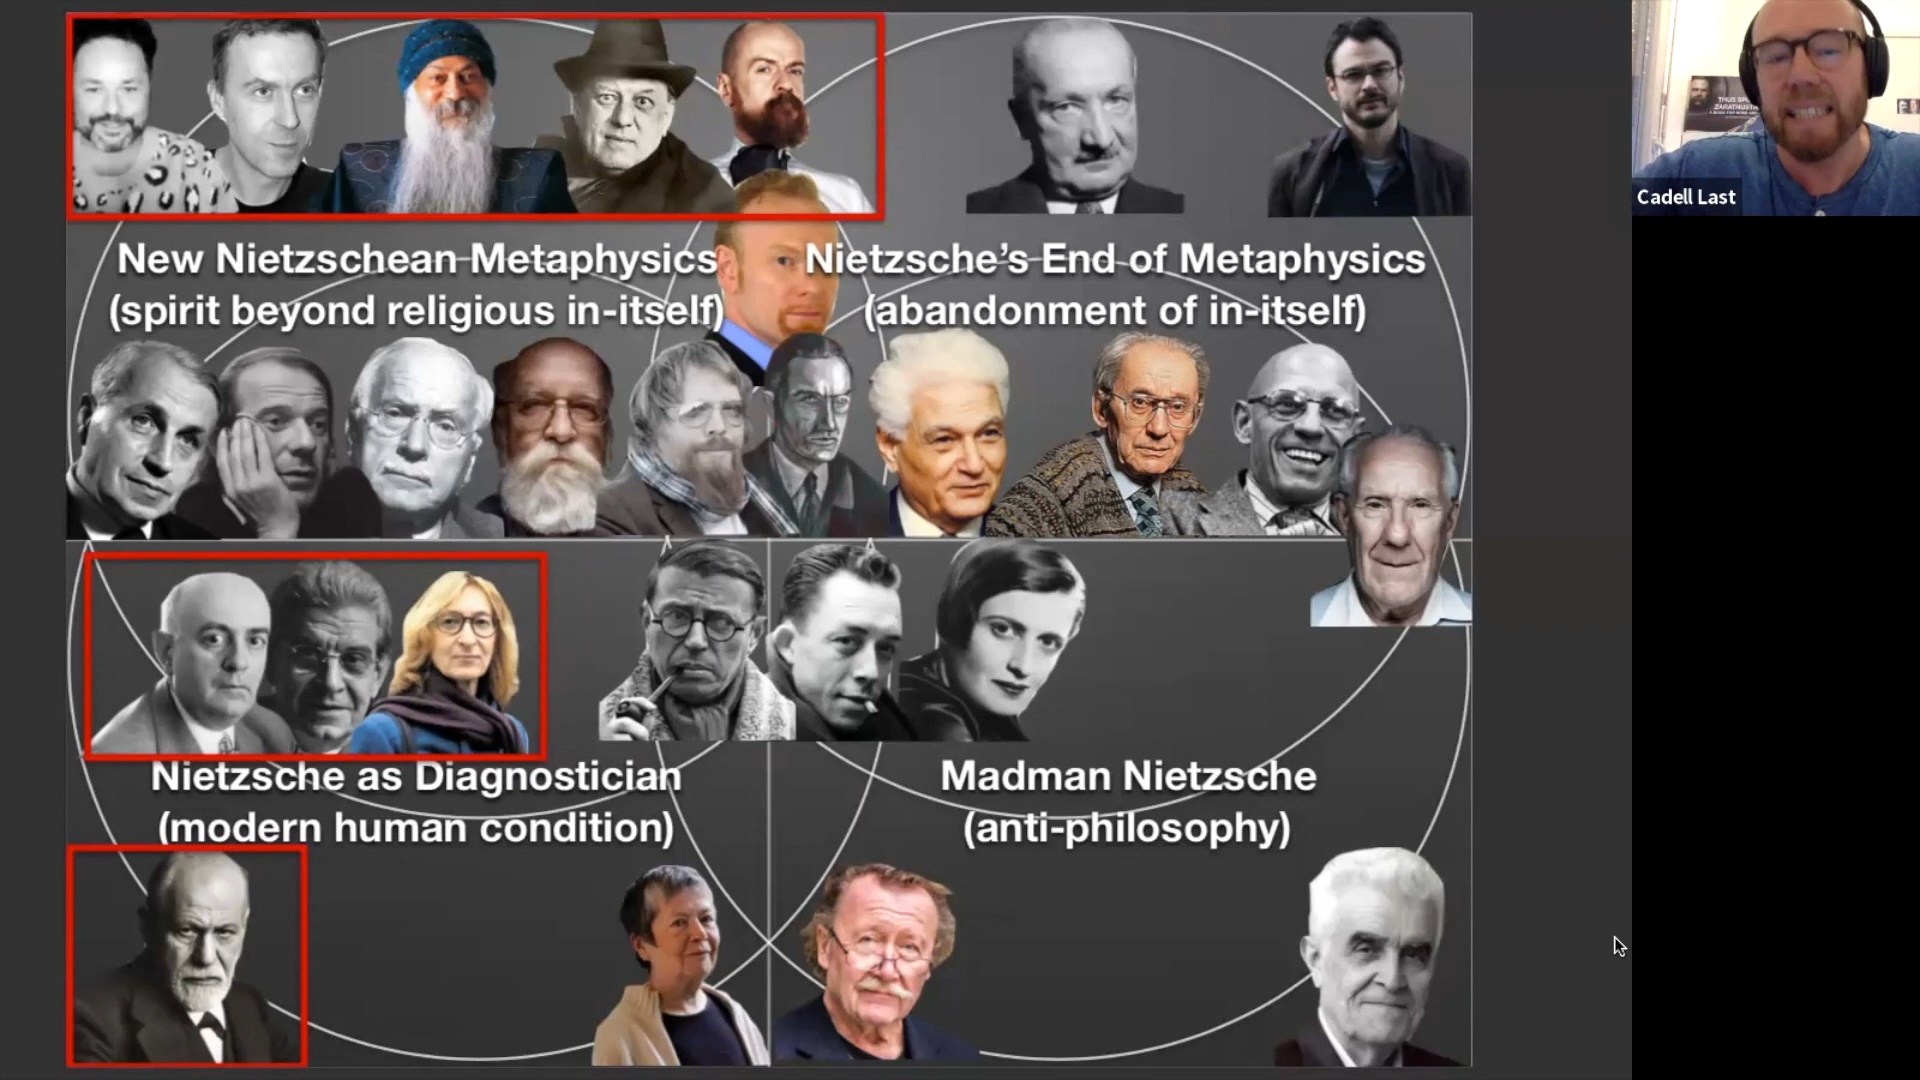 New Nietzschean Metaphysics
(spirit beyond religious in-itself)
Nietzsche’s End of Metaphysics
(abandonment of in-itself)
Nietzsche as Diagnostician
(modern human condition)
Madman Nietzsche
(anti-philosophy)
THUS
Cadell Last